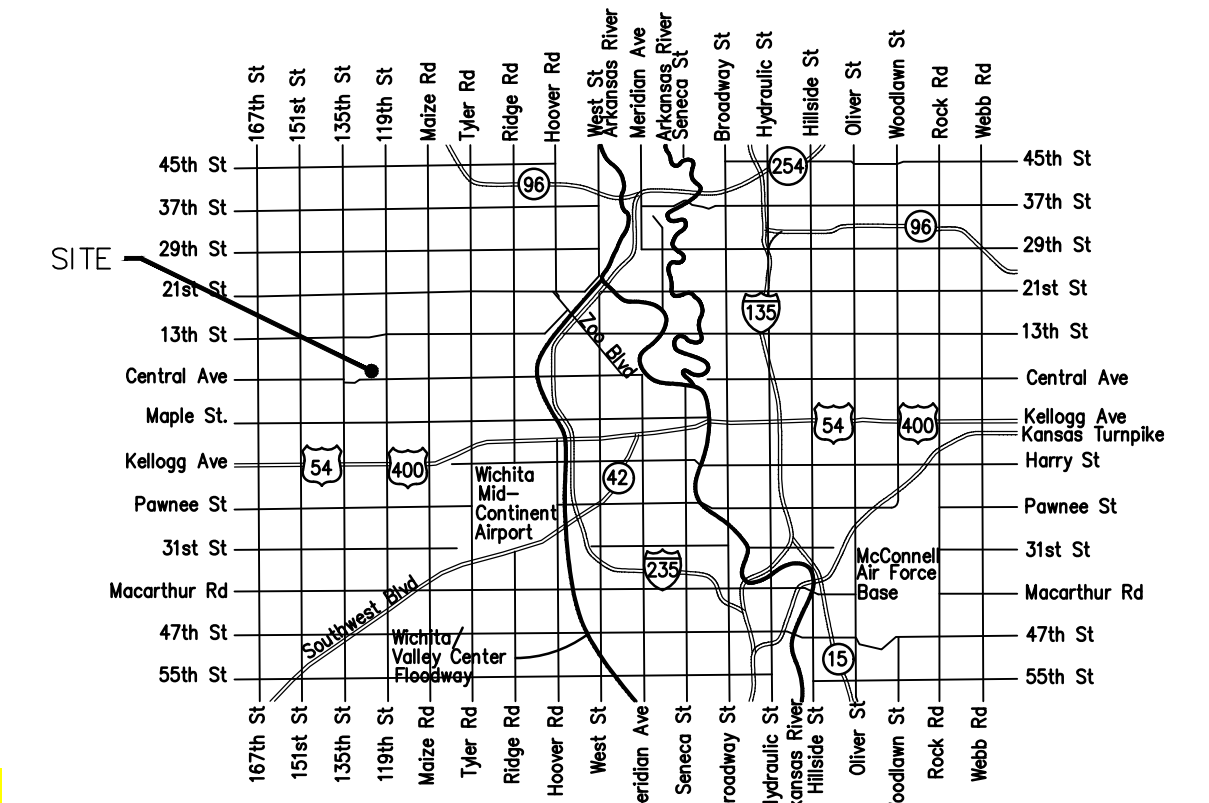 167th St
151st St
135th St
119th St
Maize Rd
Tyler Rd
Ridge Rd
Hoover Rd
West St
Arkansas River
Meridian Ave
Arkansas River
Seneca St
Broadway St
Hydraulic St
Hillside St
Oliver St
Woodlawn St
Rock Rd
Webb Rd
45th St
254
45th St
96
37th St
37th St
96
SITE
29th St
29th St
21st St
21st St
135
13th St
Zoo Blvd
13th St
Central Ave
Central Ave
Maple St.
54
400
Kellogg Ave
Kansas Turnpike
Kellogg Ave
54
400
Harry St
Wichita
Mid-
Continent
Airport
42
Pawnee St
Pawnee St
31st St
31st St
235
McConnell
Air Force
Base
Macarthur Rd
Macarthur Rd
Southwest Blvd
47th St
47th St
Wichita/
Valley Center
Floodway
15
55th St
55th St
167th St
151st St
135th St
119th St
Maize Rd
Tyler Rd
Ridge Rd
Hoover Rd
West St
eridian Ave
Seneca St
roadway St
ydraulic St
kansas River
Hillside St
Oliver St
oodlawn St
Rock Rd
Webb Rd